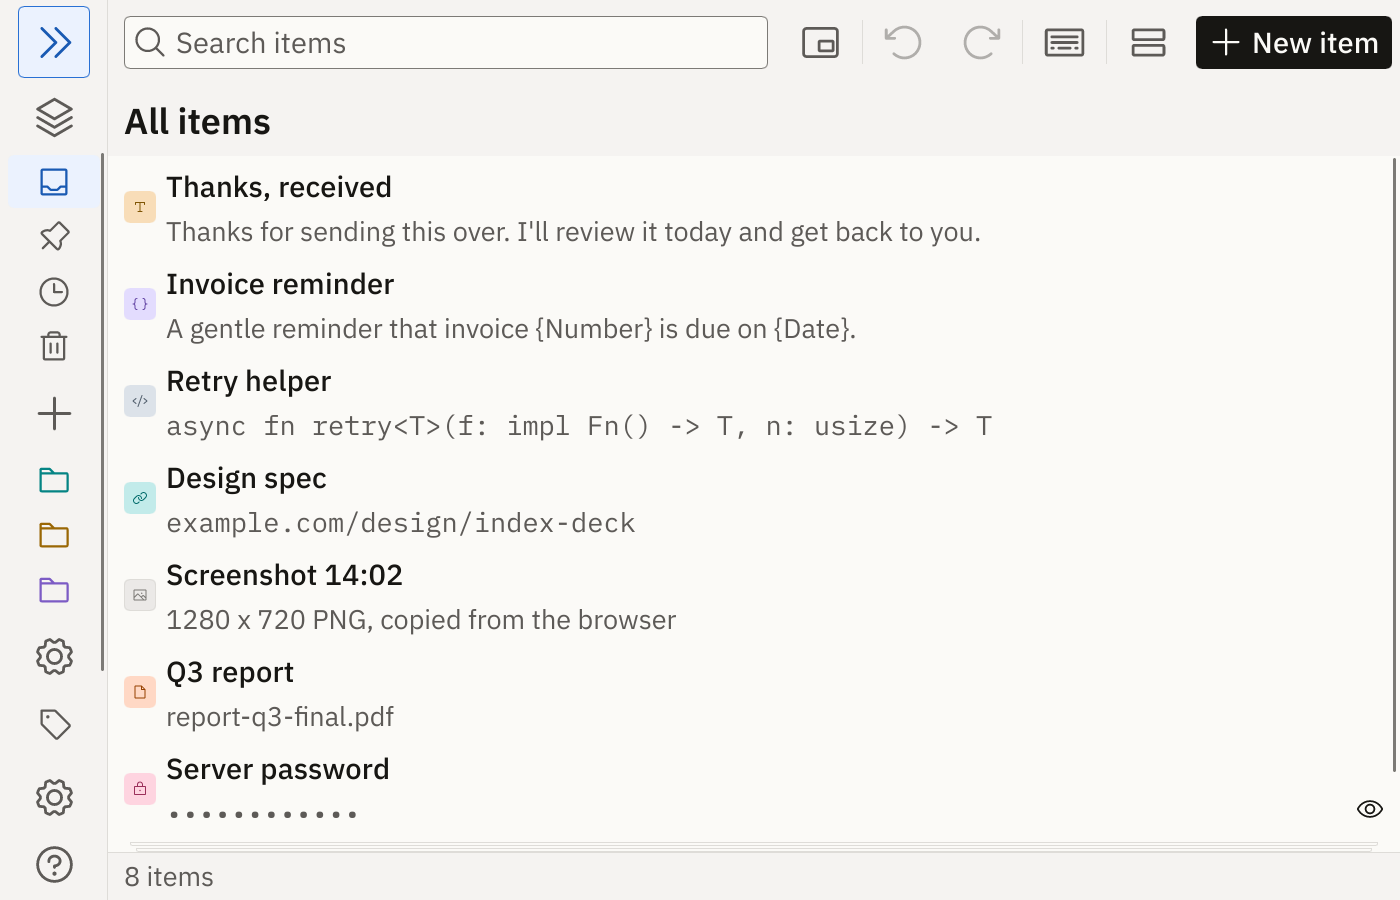 Search items
New item
All items
Thanks, received
Thanks for sending this over. I'll review it today and get back to you.
Invoice reminder
A gentle reminder that invoice {Number} is due on {Date}.
Retry helper
async fn retry<T>(f: impl Fn() -> T, n: usize) -> T
Design spec
example.com/design/index-deck
Screenshot 14:02
1280 x 720 PNG, copied from the browser
Q3 report
report-q3-final.pdf
Server password
••••••••••••
8 items